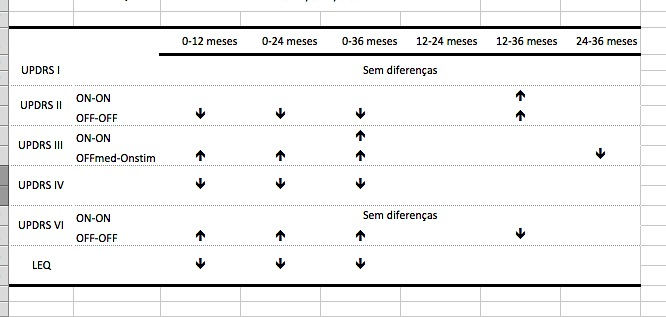 0-12 meses 0-24 meses 0-36 meses 12-24 meses 12-36 meses 24-36 meses
UPDRS I Sem diferenças
UPDRS II
ON-ON ↑
OFF-OFF ↓ ↓ ↓ ↑
UPDRS III
ON-ON ↑
OFFmed-Onstim ↑ ↑ ↑ ↓
UPDRS IV ↓ ↓ ↓
UPDRS VI
ON-ON Sem diferenças
OFF-OFF ↑ ↑ ↑ ↓
LEQ ↓ ↓ ↓